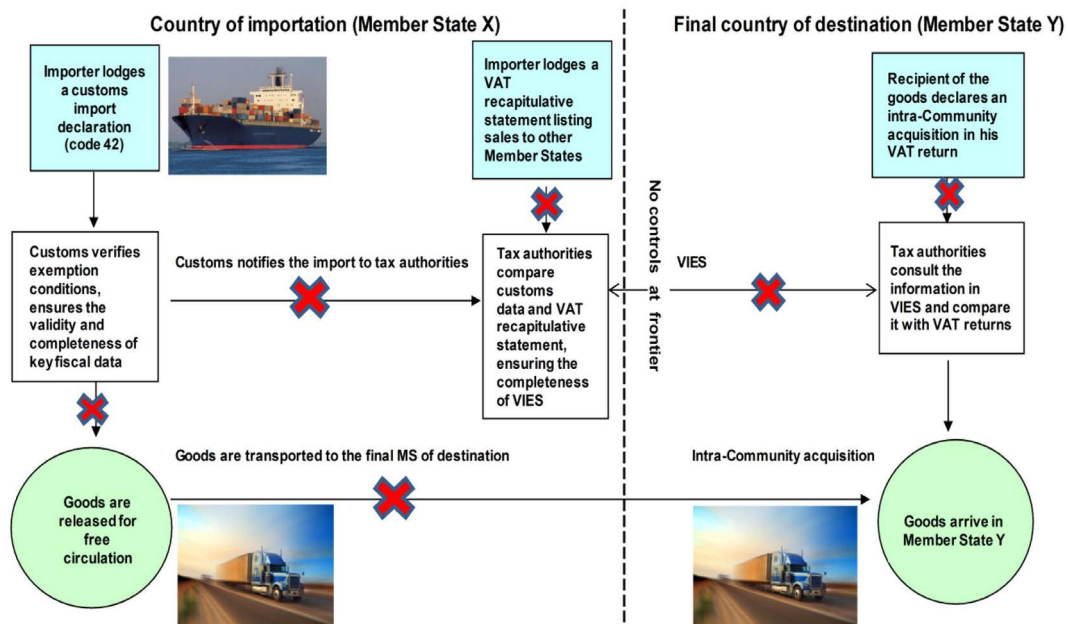 Country of importation (Member State X)
Final country of destination (Member State Y)
Importer lodges
a customs
import
declaration
(code 42)
Importer lodges a
VAT
recapitulative
statement listing
sales to other
Member States
Recipient of the
goods declares an
intra-Community
acquisition in his
VAT return
No controls at frontier
Customs verifies
exemption
conditions,
ensures the
validity and
completeness of
key fiscal data
Customs notifies the import to tax authorities
Tax authorities
compare
customs
data and VAT
recapitulative
statement,
ensuring the
completeness
of VIES
VIES
Tax authorities
consult the
information in
VIES and compare
it with VAT returns
Goods are transported to the final MS of destination
Intra-Community acquisition
Goods are
released for
free
circulation
Goods arrive in
Member State Y